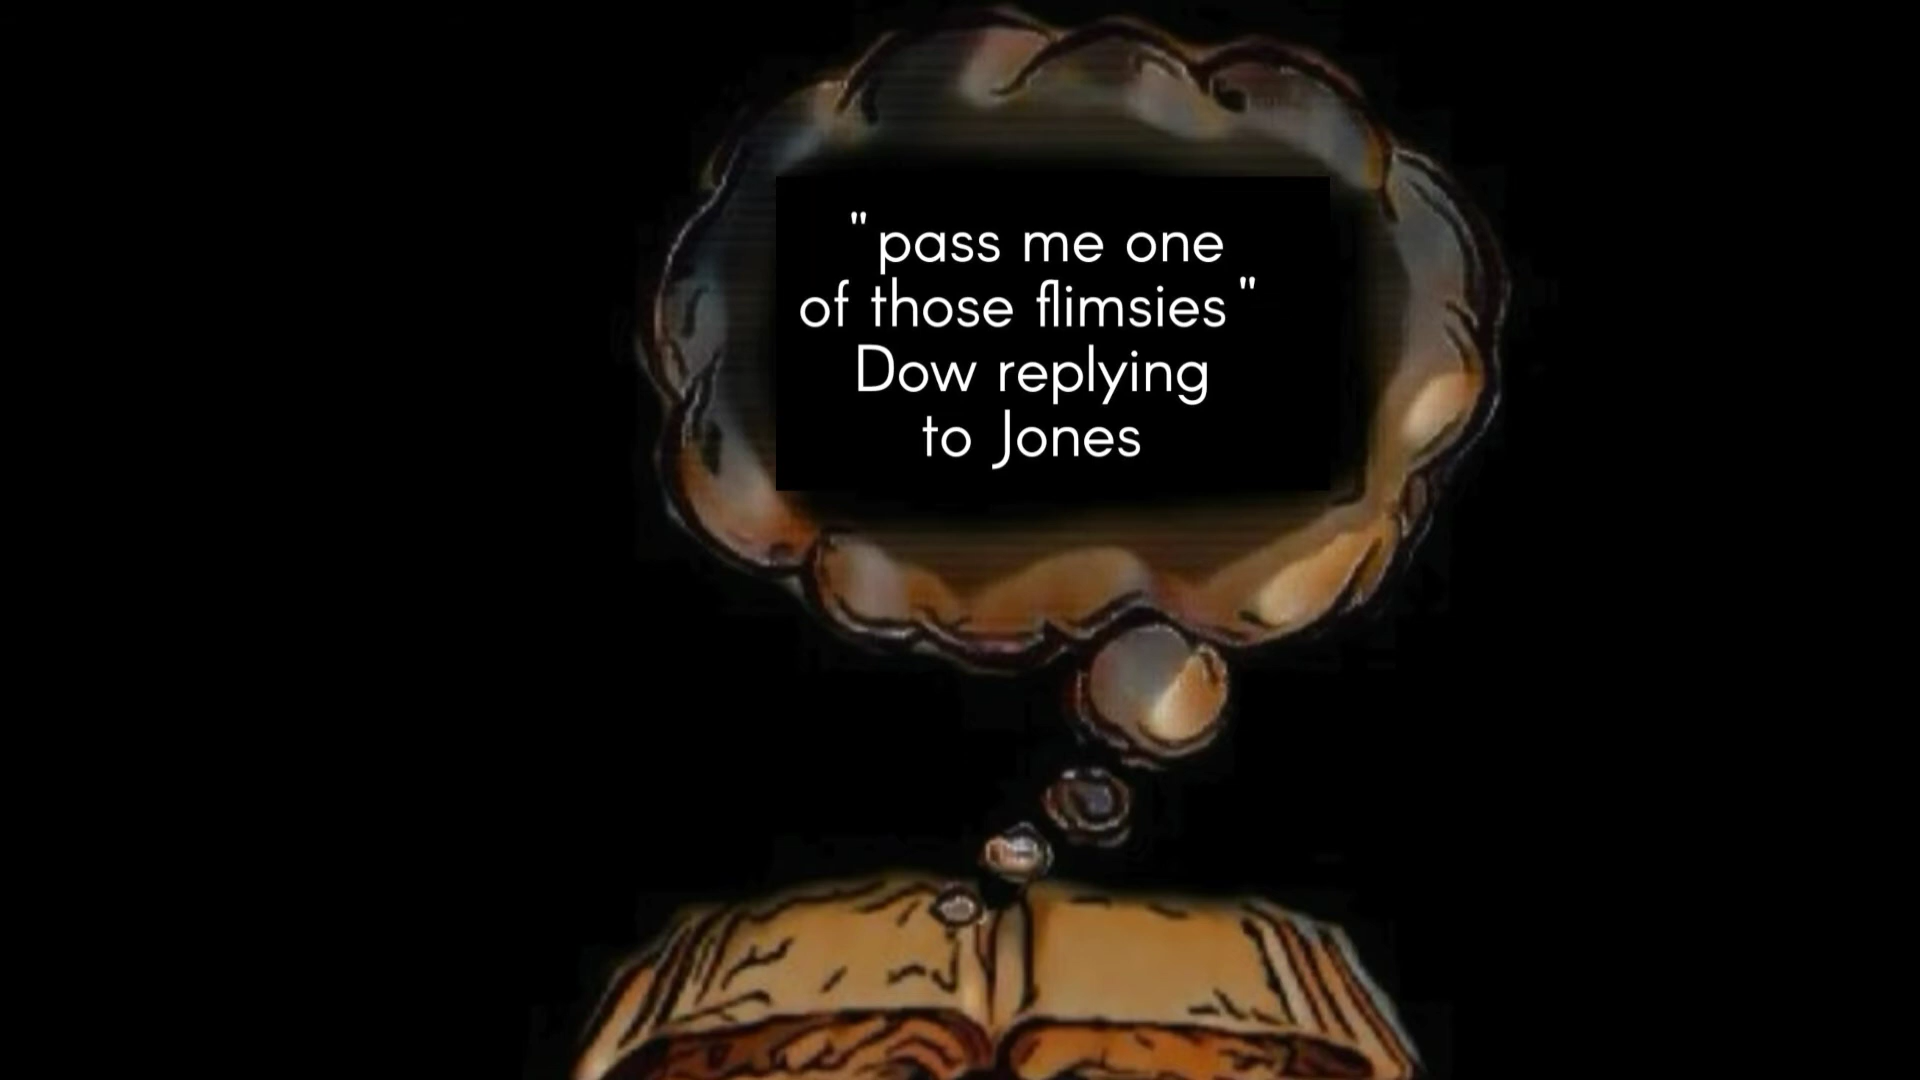 "pass me one
of those flimsies"
Dow replying
to Jones